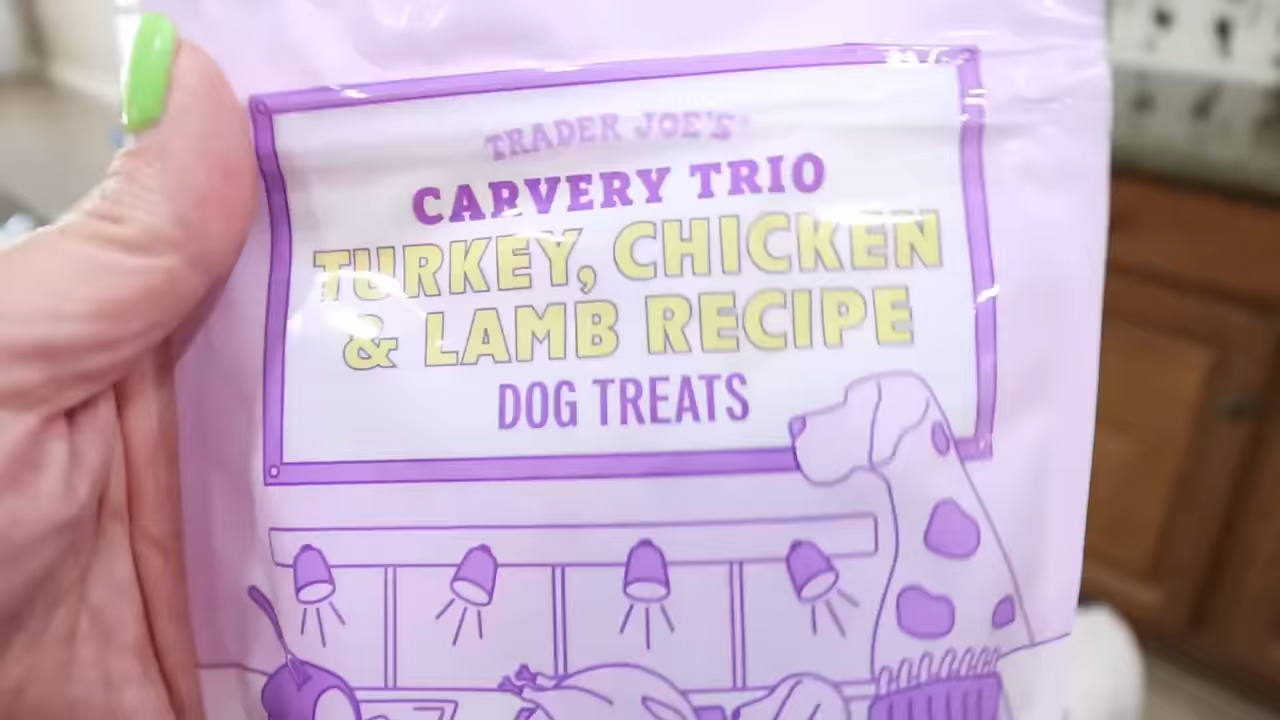 TRADER JOE'S
CARVERY TRIO
TURKEY, CHICKEN
& LAMB RECIPE
DOG TREATS